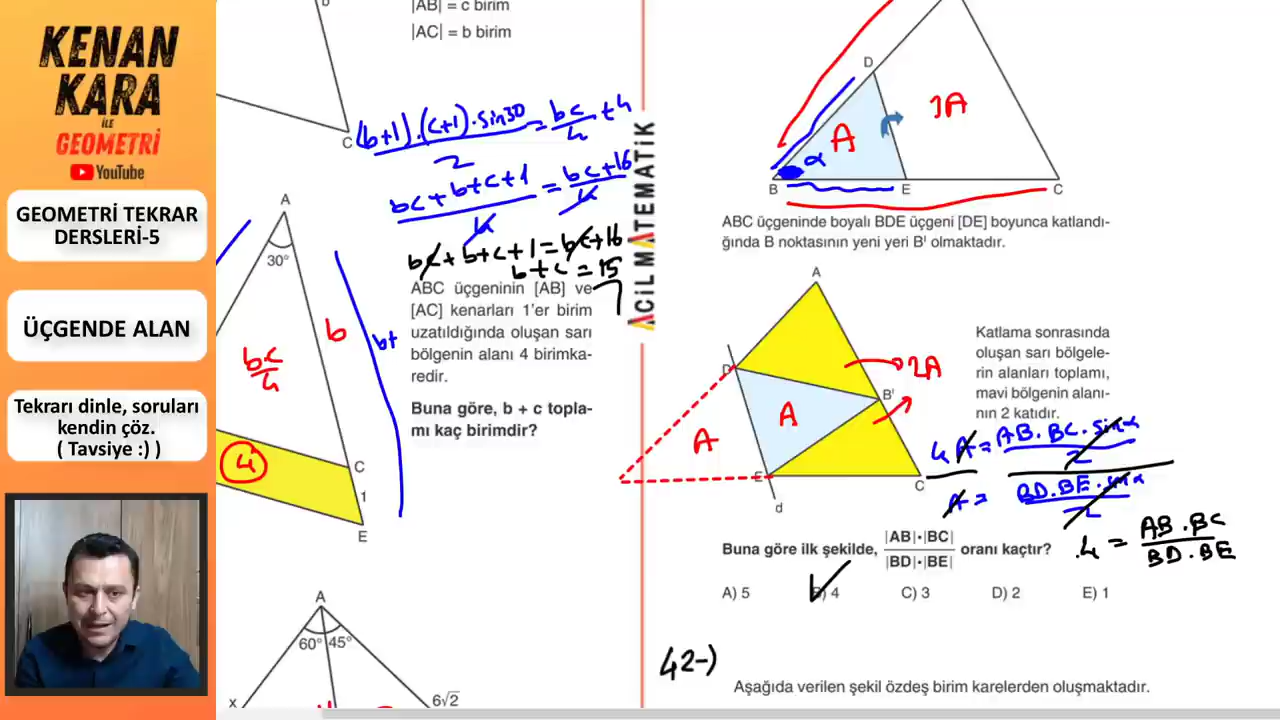 KENAN
KARA
İLE
GEOMETRİ
YouTube
GEOMETRİ TEKRAR
DERSLERİ-5
ÜÇGENDE ALAN
Tekrarı dinle, soruları
kendin çöz.
( Tavsiye :) )
|AB| = c birim
|AC| = b birim
C
(b+1).(c+1).sin30 / 2 = bc/4 + 4
bc+b+c+1 / 4 = bc+16 / 4
bc+b+c+1=bc+16
b+c=15
A
30°
b
b+
bc/4
4
C
1
E
ABC üçgeninin [AB] ve
[AC] kenarları 1'er birim
uzatıldığında oluşan sarı
bölgenin alanı 4 birimka-
redir.
Buna göre, b + c topla-
mı kaç birimdir?
A
60° 45°
x
6√2
ACİLMATEMATİK
D
A
3A
α
B
E
C
ABC üçgeninde boyalı BDE üçgeni [DE] boyunca katlandı-
ğında B noktasının yeni yeri Bᴵ olmaktadır.
A
D
2A
Bᴵ
A
A
E
C
d
Katlama sonrasında
oluşan sarı bölgele-
rin alanları toplamı,
mavi bölgenin alanı-
nın 2 katıdır.
4A = AB.BC.sinα / 2
A = BD.BE.sinα / 2
4 = AB.BC / BD.BE
Buna göre ilk şekilde, |AB|·|BC| / |BD|·|BE| oranı kaçtır?
A) 5 B) 4 C) 3 D) 2 E) 1
42-)
Aşağıda verilen şekil özdeş birim karelerden oluşmaktadır.